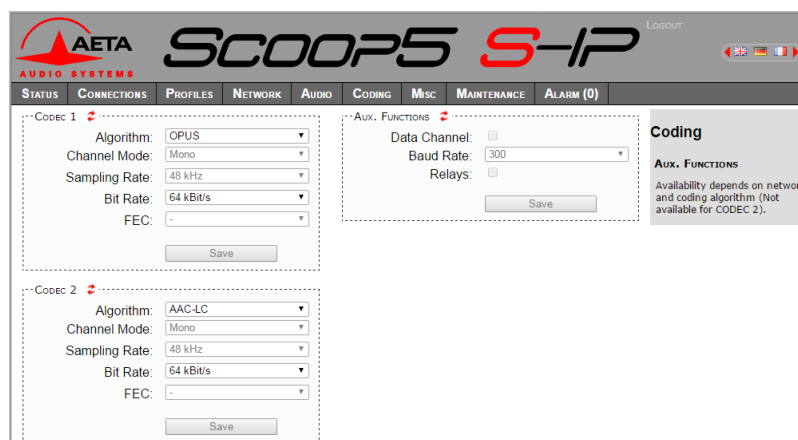 LOGOUT
AETA
AUDIO SYSTEMS
SCOOP5 S-IP
STATUS CONNECTIONS PROFILES NETWORK AUDIO CODING MISC MAINTENANCE ALARM (0)
CODEC 1
Algorithm: OPUS
Channel Mode: Mono
Sampling Rate: 48 kHz
Bit Rate: 64 kBit/s
FEC: -
Save
AUX. FUNCTIONS
Data Channel:
Baud Rate: 300
Relays:
Save
Coding
AUX. FUNCTIONS
Availability depends on networ
and coding algorithm (Not
available for CODEC 2).
CODEC 2
Algorithm: AAC-LC
Channel Mode: Mono
Sampling Rate: 48 kHz
Bit Rate: 64 kBit/s
FEC: -
Save